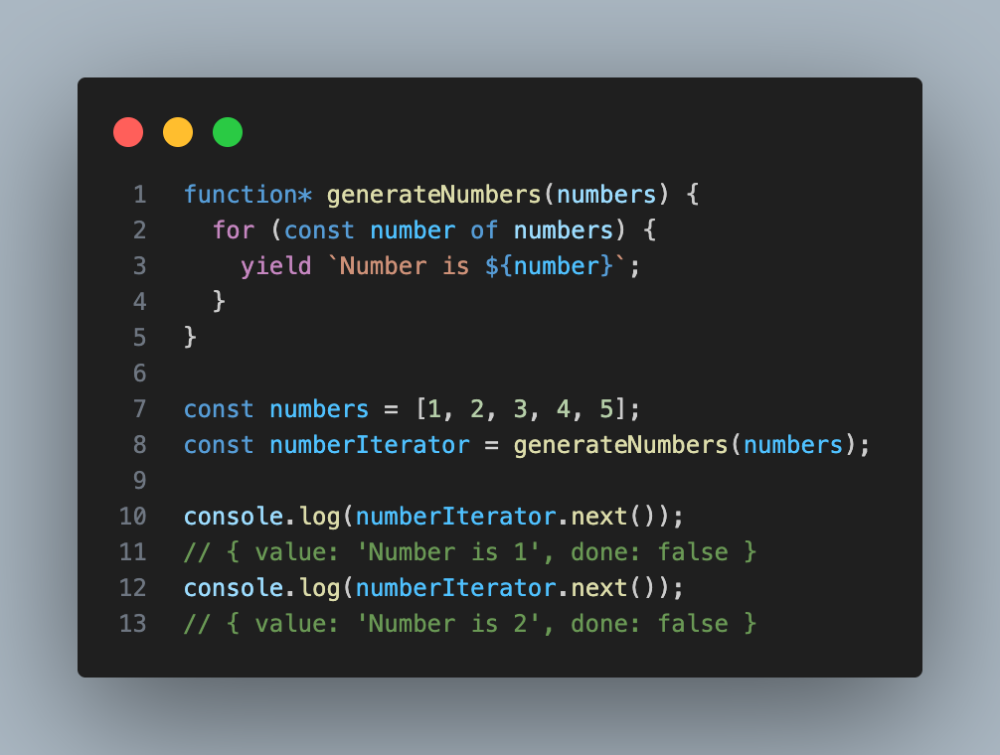 1 function* generateNumbers(numbers) {
2   for (const number of numbers) {
3     yield `Number is ${number}`;
4   }
5 }
6
7 const numbers = [1, 2, 3, 4, 5];
8 const numberIterator = generateNumbers(numbers);
9
10 console.log(numberIterator.next());
11 // { value: 'Number is 1', done: false }
12 console.log(numberIterator.next());
13 // { value: 'Number is 2', done: false }